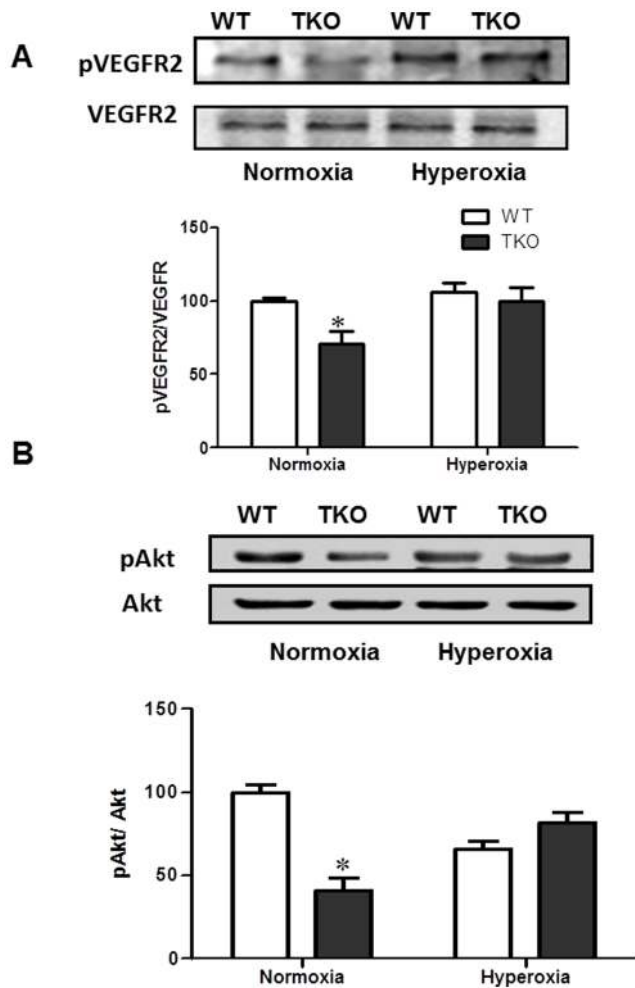 A
WT TKO WT TKO
pVEGFR2
VEGFR2
Normoxia Hyperoxia
WT
TKO
pVEGFR2/VEGFR
150
100
50
0
*
Normoxia Hyperoxia
B
WT TKO WT TKO
pAkt
Akt
Normoxia Hyperoxia
pAkt/ Akt
150
100
50
0
*
Normoxia Hyperoxia